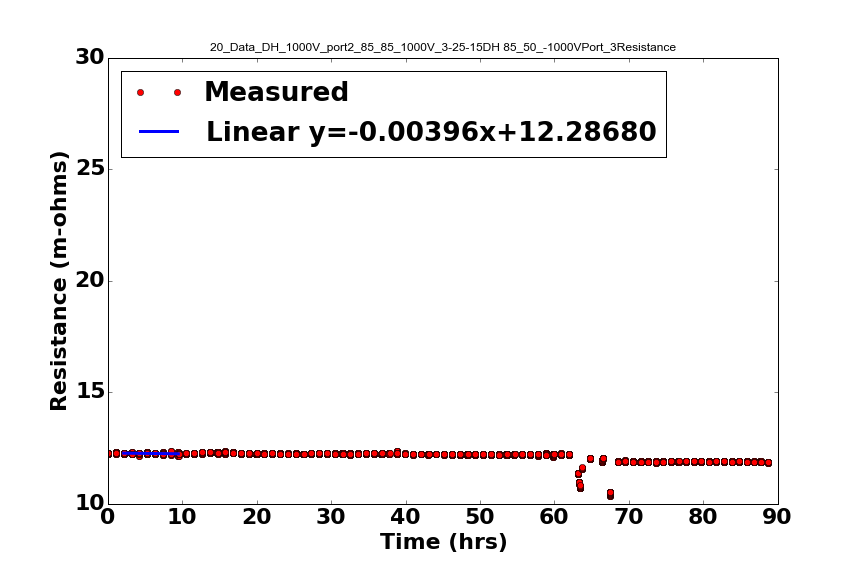 20_Data_DH_1000V_port2_85_85_1000V_3-25-15DH 85_50_-1000VPort_3Resistance
30
25
20
15
10
Resistance (m-ohms)
Measured
Linear y=-0.00396x+12.28680
0 10 20 30 40 50 60 70 80 90
Time (hrs)